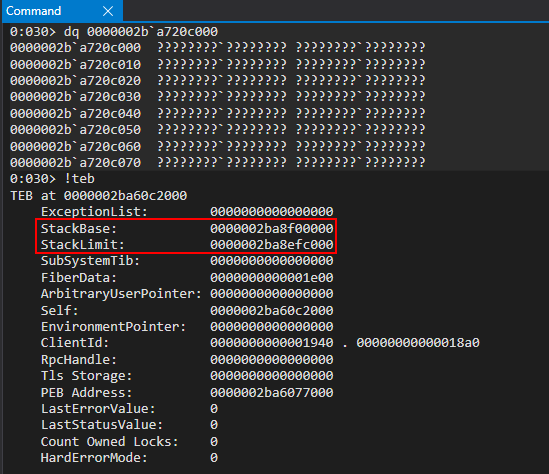 Command ×
0:030> dq 0000002b`a720c000
0000002b`a720c000  ????????`???????? ????????`????????
0000002b`a720c010  ????????`???????? ????????`????????
0000002b`a720c020  ????????`???????? ????????`????????
0000002b`a720c030  ????????`???????? ????????`????????
0000002b`a720c040  ????????`???????? ????????`????????
0000002b`a720c050  ????????`???????? ????????`????????
0000002b`a720c060  ????????`???????? ????????`????????
0000002b`a720c070  ????????`???????? ????????`????????
0:030> !teb
TEB at 0000002ba60c2000
    ExceptionList:        0000000000000000
    StackBase:            0000002ba8f00000
    StackLimit:           0000002ba8efc000
    SubSystemTib:         0000000000000000
    FiberData:            0000000000001e00
    ArbitraryUserPointer: 0000000000000000
    Self:                 0000002ba60c2000
    EnvironmentPointer:   0000000000000000
    ClientId:             0000000000001940 . 00000000000018a0
    RpcHandle:            0000000000000000
    Tls Storage:          0000000000000000
    PEB Address:          0000002ba6077000
    LastErrorValue:       0
    LastStatusValue:      0
    Count Owned Locks:    0
    HardErrorMode:        0